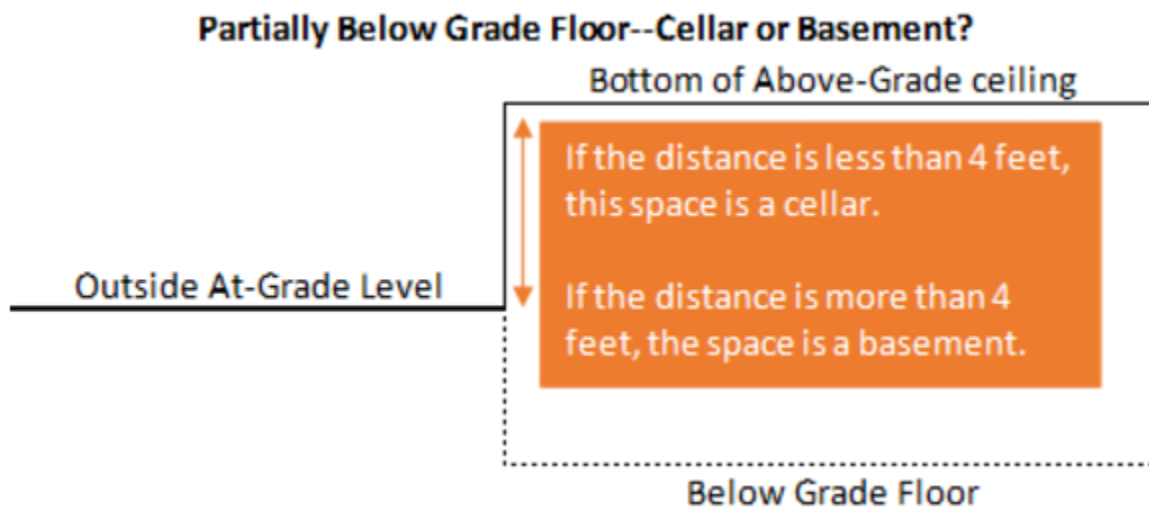 Partially Below Grade Floor--Cellar or Basement?
Bottom of Above-Grade ceiling
If the distance is less than 4 feet,
this space is a cellar.
Outside At-Grade Level
If the distance is more than 4
feet, the space is a basement.
Below Grade Floor